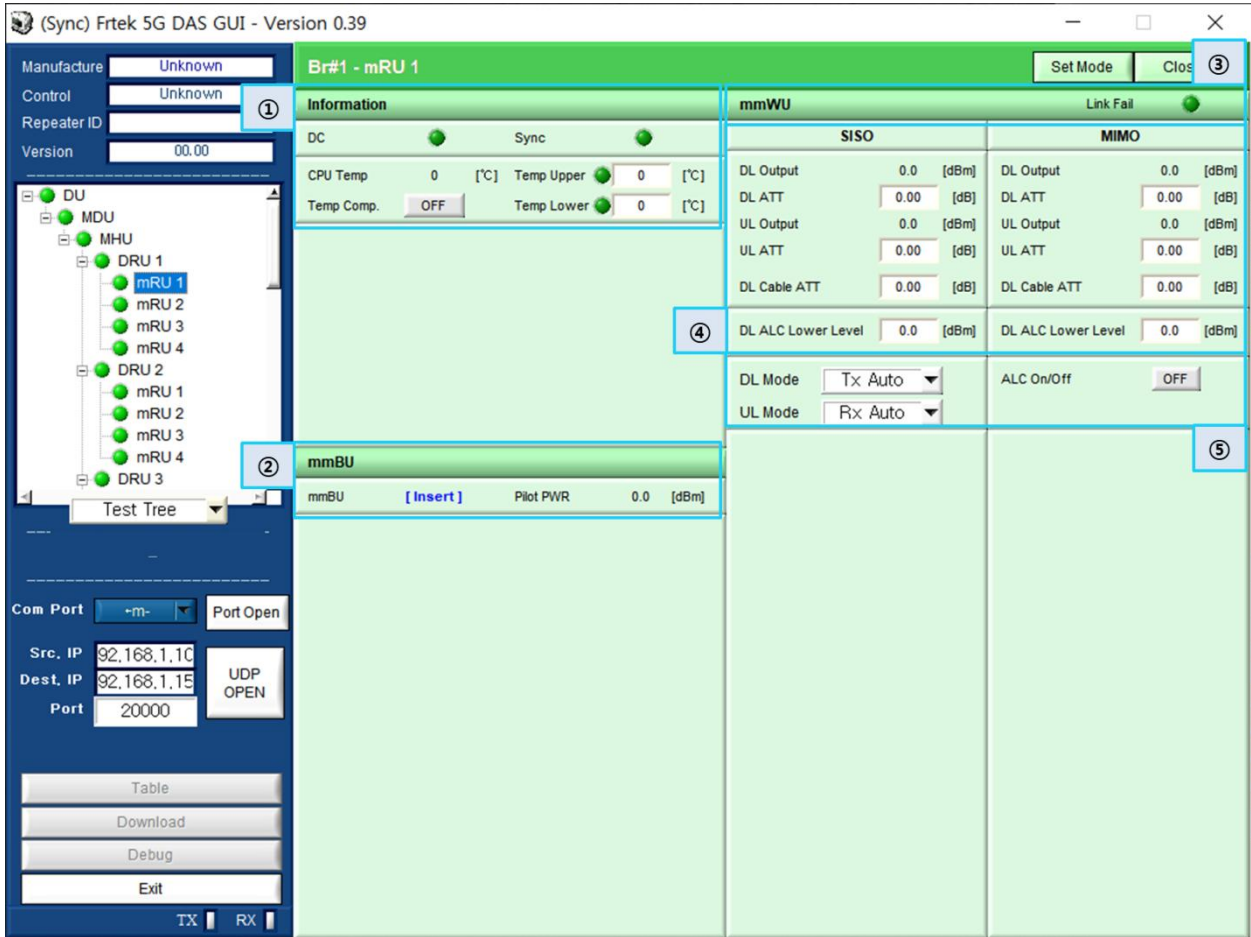 (Sync) Frtek 5G DAS GUI - Version 0.39
Manufacture Unknown
Control Unknown
Repeater ID
Version 00.00
DU
MDU
MHU
DRU 1
mRU 1
mRU 2
mRU 3
mRU 4
DRU 2
mRU 1
mRU 2
mRU 3
mRU 4
DRU 3
Test Tree
Com Port -m- Port Open
Src. IP 92,168,1,10
Dest. IP 92,168,1,15
UDP
OPEN
Port 20000
Table
Download
Debug
Exit
TX RX
Br#1 - mRU 1 Set Mode Clos ③
①
Information
DC Sync
CPU Temp 0 [℃] Temp Upper 0 [℃]
Temp Comp. OFF Temp Lower 0 [℃]
②
mmBU
mmBU [ Insert ] Pilot PWR 0.0 [dBm]
mmWU Link Fail
SISO MIMO
DL Output 0.0 [dBm] DL Output 0.0 [dBm]
DL ATT 0.00 [dB] DL ATT 0.00 [dB]
UL Output 0.0 [dBm] UL Output 0.0 [dBm]
UL ATT 0.00 [dB] UL ATT 0.00 [dB]
DL Cable ATT 0.00 [dB] DL Cable ATT 0.00 [dB]
④
DL ALC Lower Level 0.0 [dBm] DL ALC Lower Level 0.0 [dBm]
DL Mode Tx Auto ALC On/Off OFF
UL Mode Rx Auto
⑤